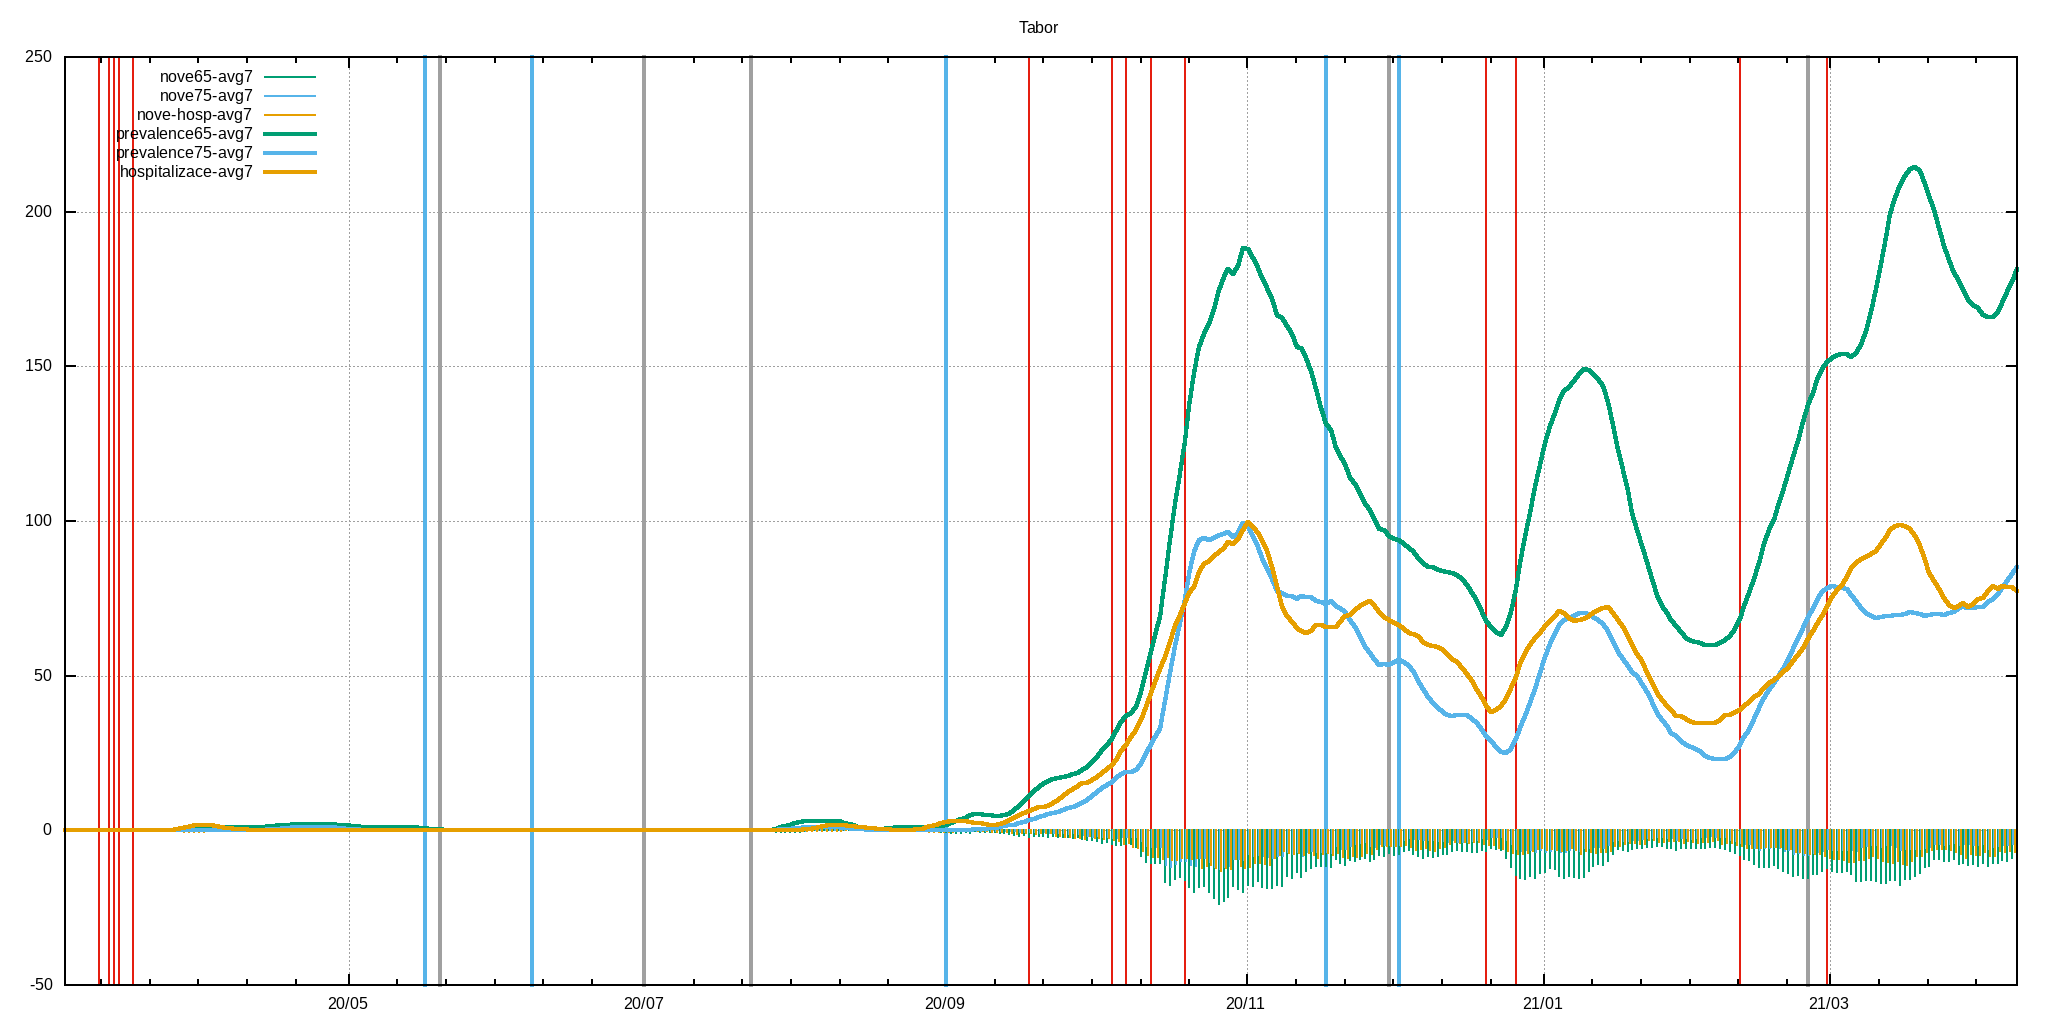 Tabor
250
nove65-avg7
nove75-avg7
nove-hosp-avg7
prevalence65-avg7
prevalence75-avg7
hospitalizace-avg7
200
150
100
50
0
-50
20/05 20/07 20/09 20/11 21/01 21/03